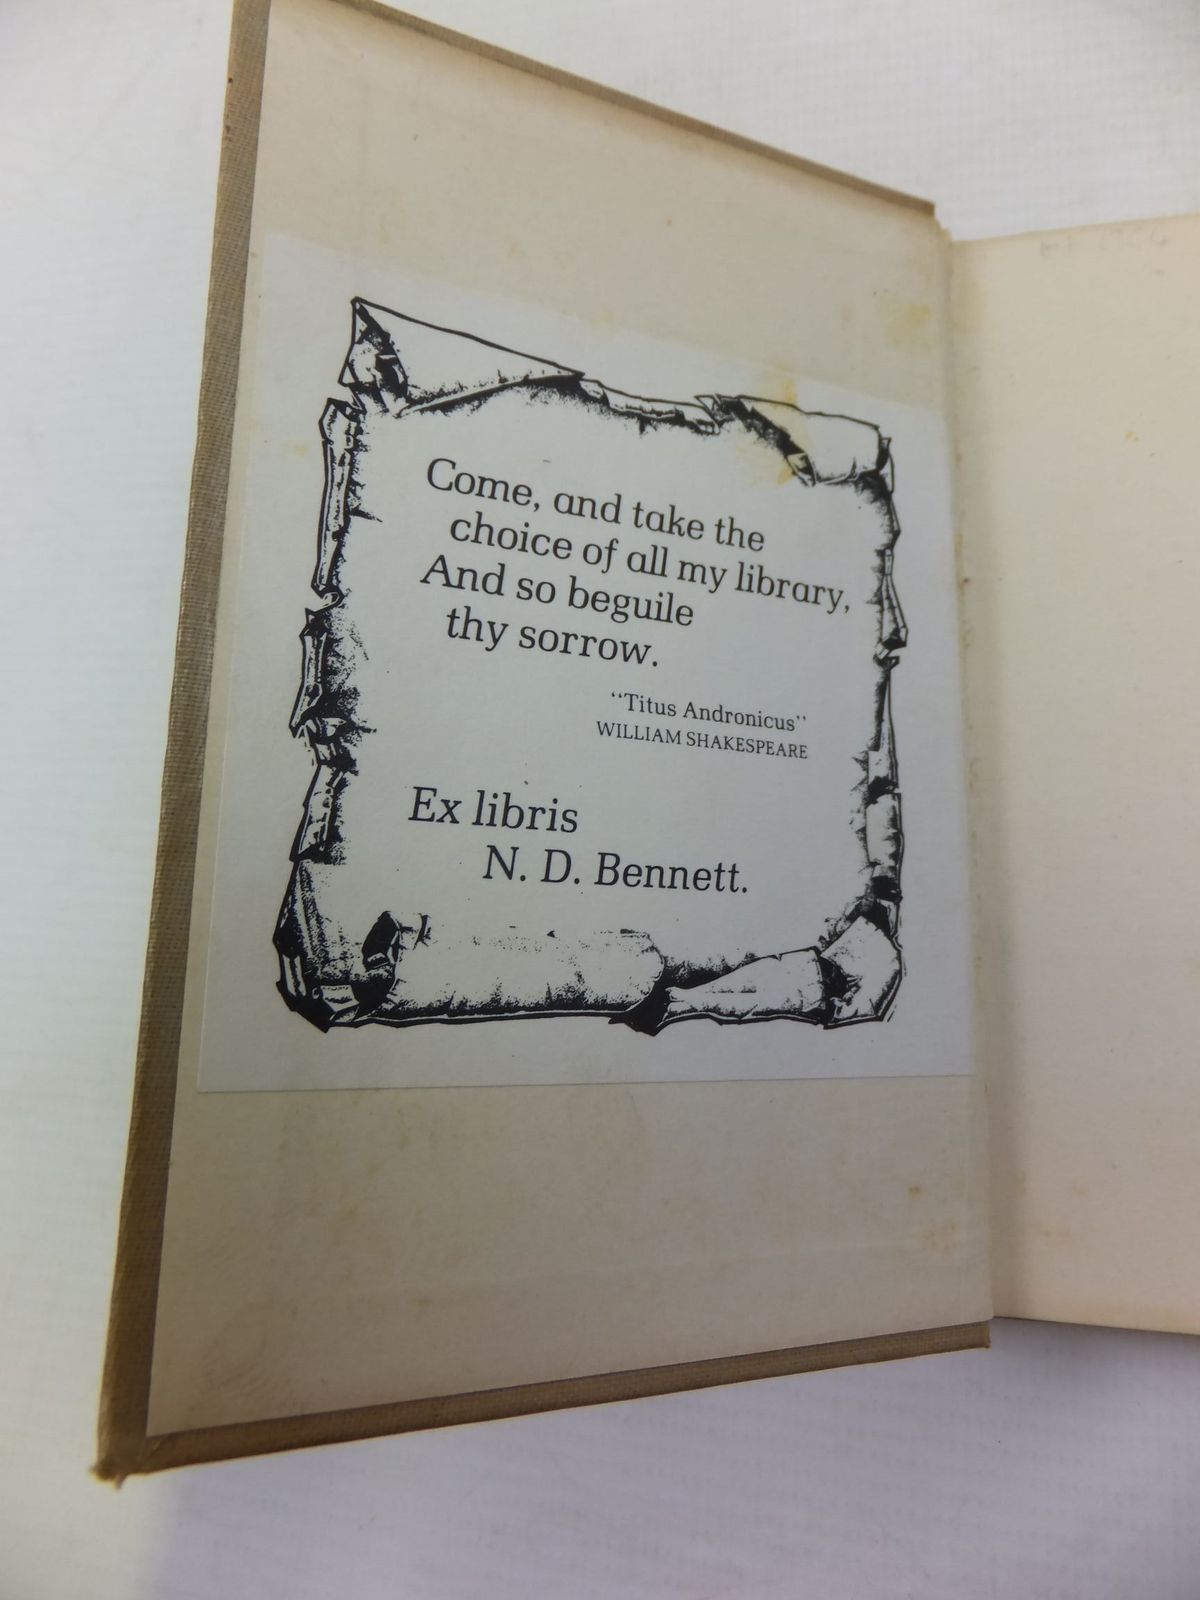 Come, and take the
choice of all my library,
And so beguile
thy sorrow.
“Titus Andronicus”
WILLIAM SHAKESPEARE
Ex libris
N. D. Bennett.